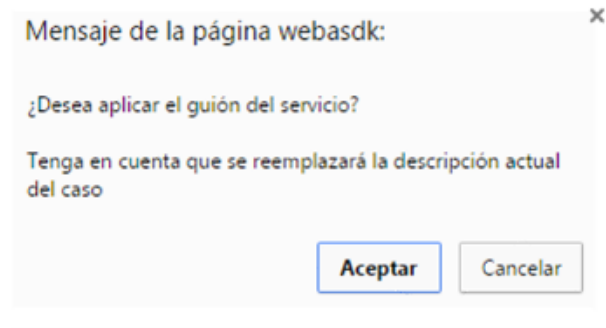 Mensaje de la página webasdk:
¿Desea aplicar el guión del servicio?
Tenga en cuenta que se reemplazará la descripción actual
del caso
Aceptar
Cancelar